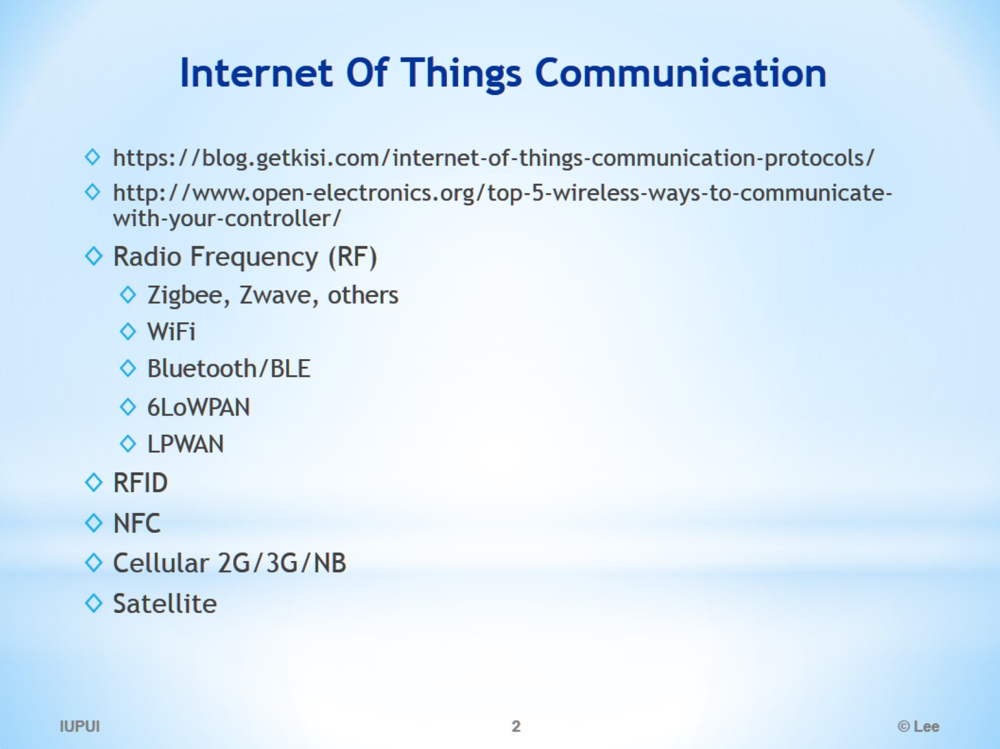 Internet Of Things Communication
https://blog.getkisi.com/internet-of-things-communication-protocols/
http://www.open-electronics.org/top-5-wireless-ways-to-communicate-
with-your-controller/
Radio Frequency (RF)
Zigbee, Zwave, others
WiFi
Bluetooth/BLE
6LoWPAN
LPWAN
RFID
NFC
Cellular 2G/3G/NB
Satellite
IUPUI 2 © Lee